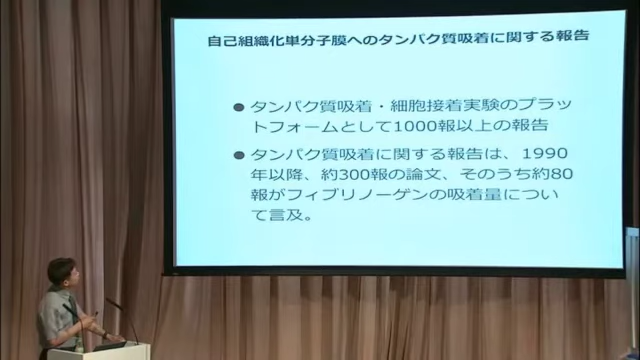 自己組織化単分子膜へのタンパク質吸着に関する報告
● タンパク質吸着・細胞接着実験のプラッ
トフォームとして1000報以上の報告
● タンパク質吸着に関する報告は、1990
年以降、約300報の論文、そのうち約80
報がフィブリノーゲンの吸着量につい
て言及。